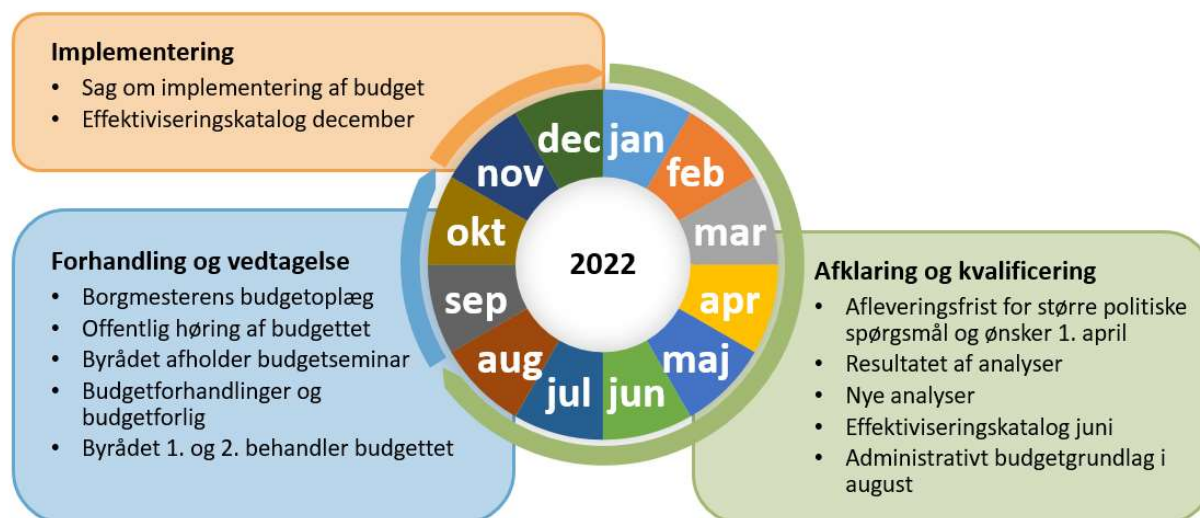 Implementering
• Sag om implementering af budget
• Effektiviseringskatalog december
Forhandling og vedtagelse
• Borgmesterens budgetoplæg
• Offentlig høring af budgettet
• Byrådet afholder budgetseminar
• Budgetforhandlinger og
budgetforlig
• Byrådet 1. og 2. behandler budgettet
jan
feb
mar
apr
maj
jun
jul
aug
sep
okt
nov
dec
2022
Afklaring og kvalificering
• Afleveringsfrist for større politiske
spørgsmål og ønsker 1. april
• Resultatet af analyser
• Nye analyser
• Effektiviseringskatalog juni
• Administrativt budgetgrundlag i
august